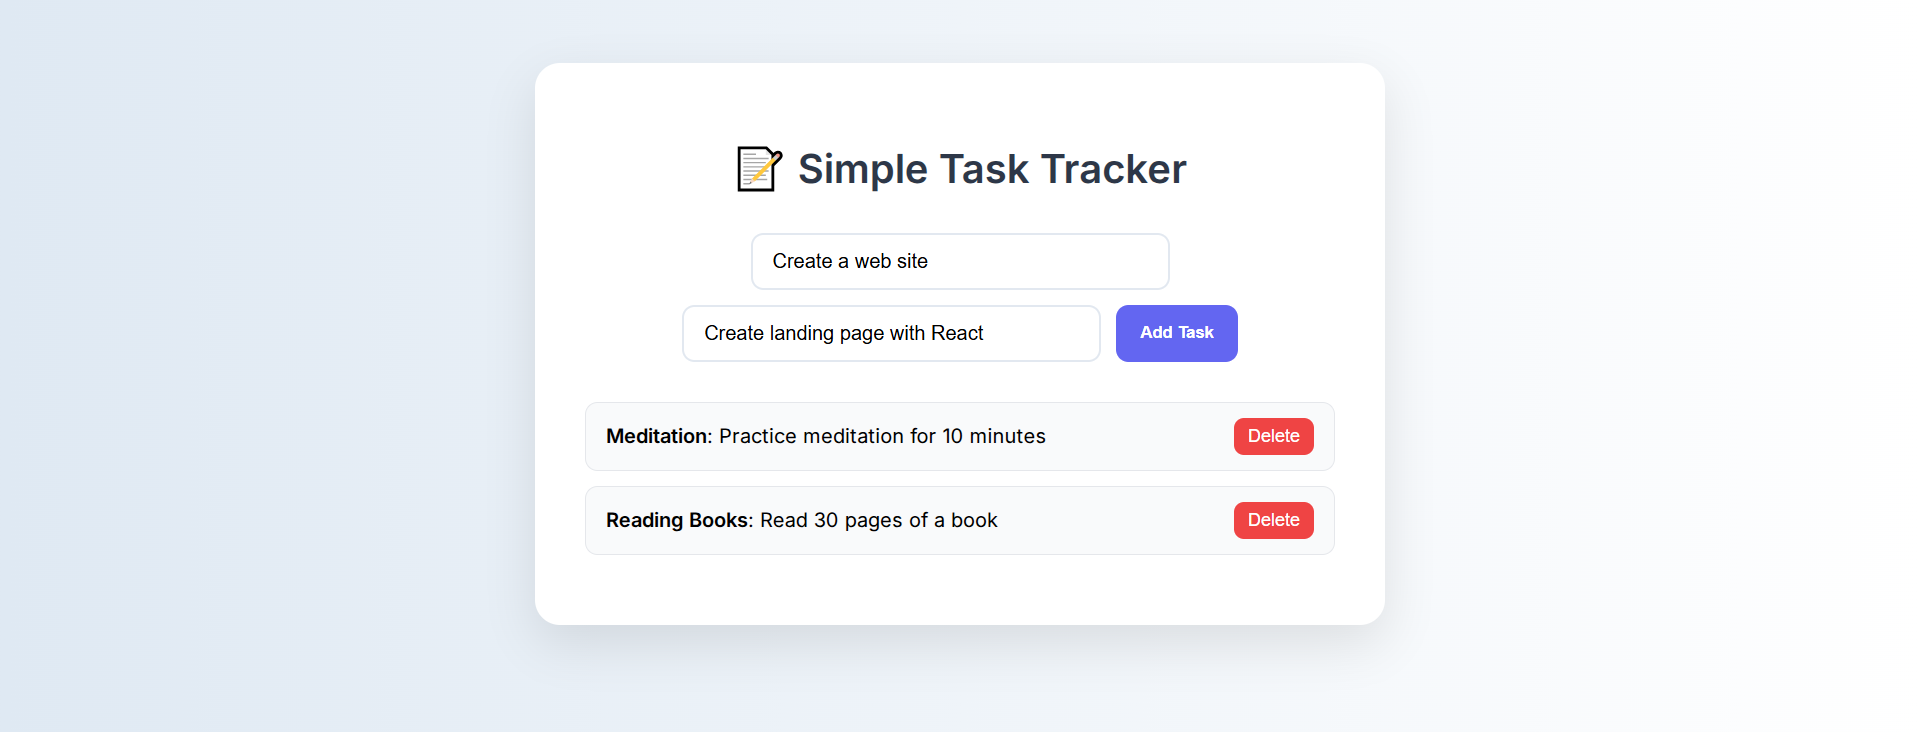 Simple Task Tracker
Create a web site
Create landing page with React
Add Task
Meditation: Practice meditation for 10 minutes
Delete
Reading Books: Read 30 pages of a book
Delete